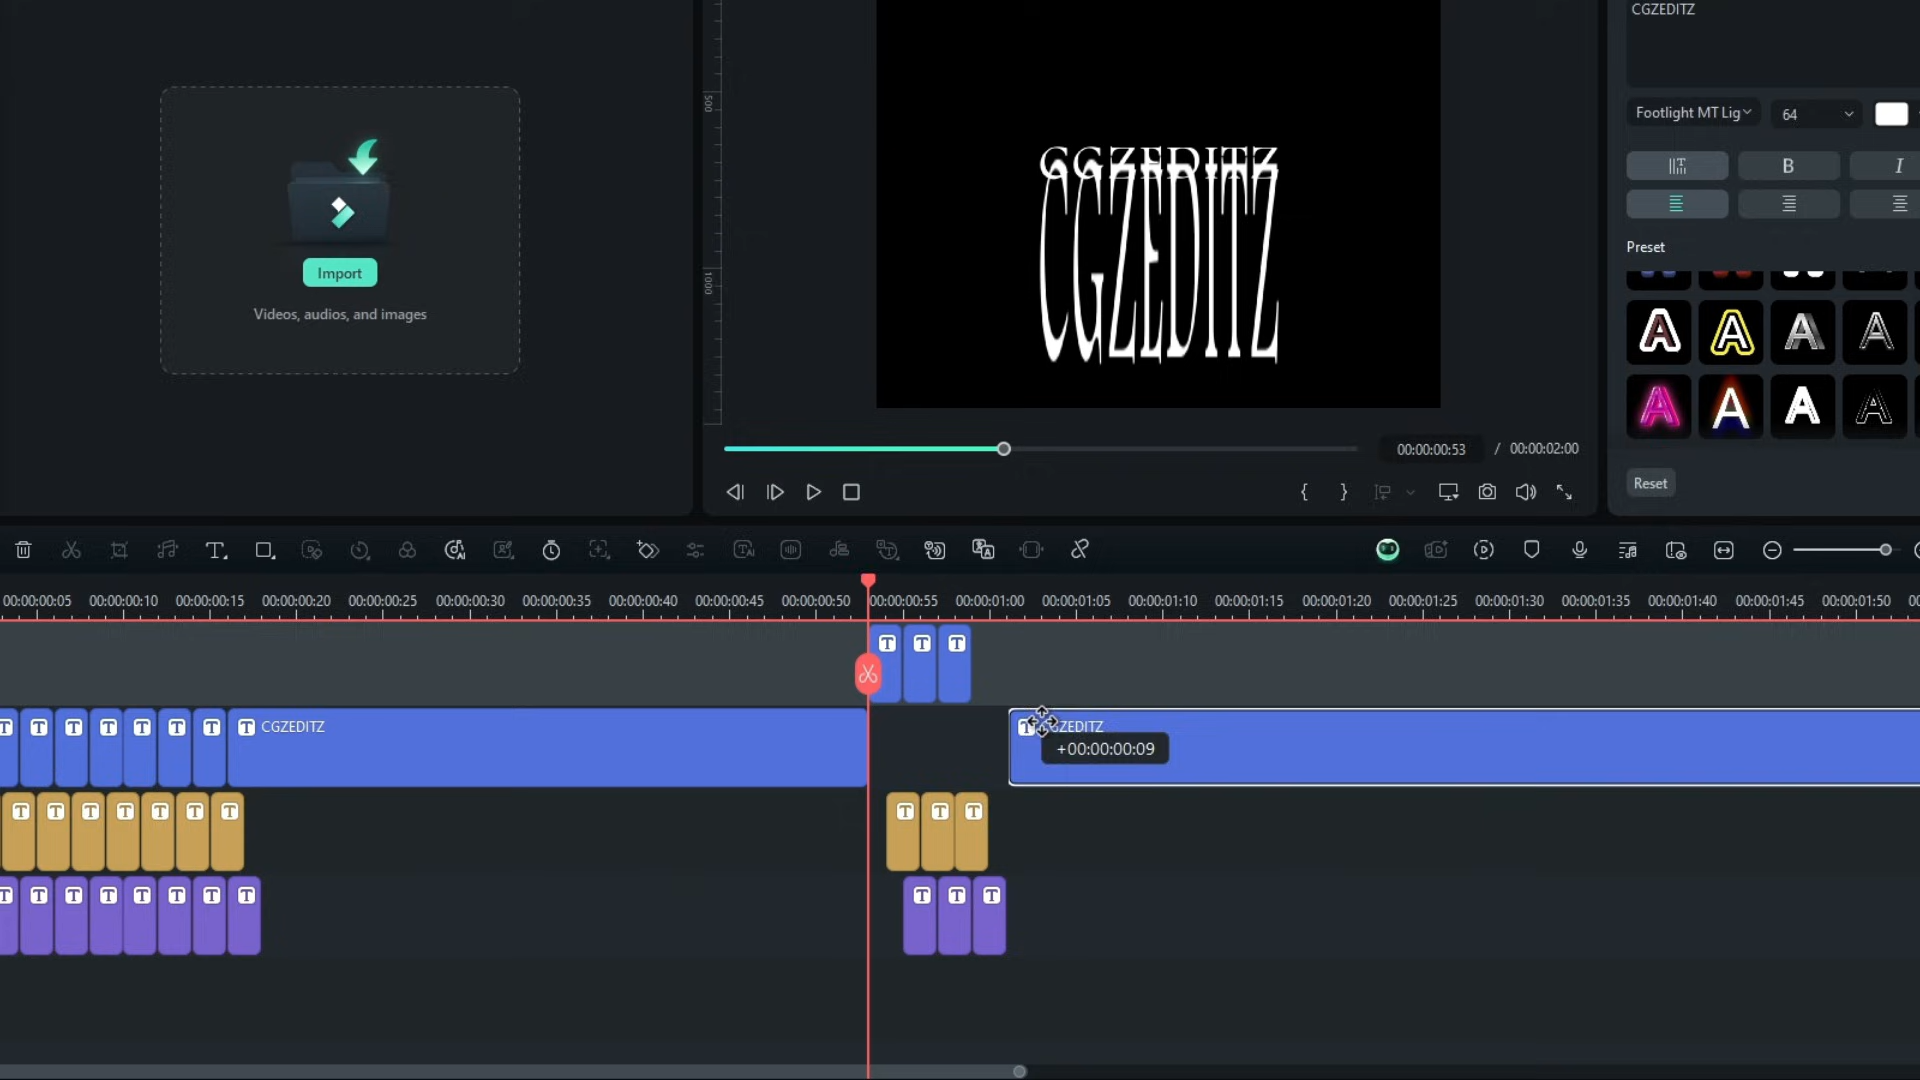 CGZEDITZ
Footlight MT Lig
64
B
I
Preset
A A A A
A A A A
Reset
Import
Videos, audios, and images
500
1000
CGZEDITZ
CGZEDITZ
00:00:00:53 / 00:00:02:00
{ }
00:00:00:05 00:00:00:10 00:00:00:15 00:00:00:20 00:00:00:25 00:00:00:30 00:00:00:35 00:00:00:40 00:00:00:45 00:00:00:50 00:00:00:55 00:00:01:00 00:00:01:05 00:00:01:10 00:00:01:15 00:00:01:20 00:00:01:25 00:00:01:30 00:00:01:35 00:00:01:40 00:00:01:45 00:00:01:50
T T T
T T T T T T T T CGZEDITZ T ZEDITZ
+00:00:00:09
T T T T T T T T T T
T T T T T T T T T T T